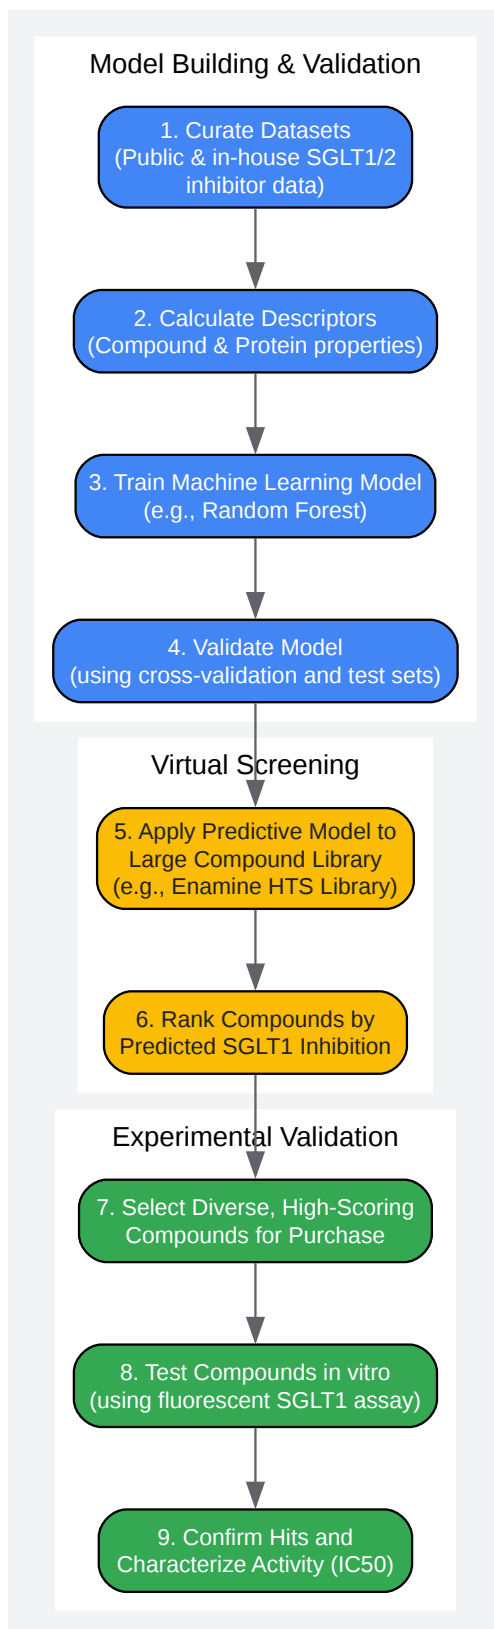 Model Building & Validation
1. Curate Datasets
(Public & in-house SGLT1/2
inhibitor data)
2. Calculate Descriptors
(Compound & Protein properties)
3. Train Machine Learning Model
(e.g., Random Forest)
4. Validate Model
(using cross-validation and test sets)
Virtual Screening
5. Apply Predictive Model to
Large Compound Library
(e.g., Enamine HTS Library)
6. Rank Compounds by
Predicted SGLT1 Inhibition
Experimental Validation
7. Select Diverse, High-Scoring
Compounds for Purchase
8. Test Compounds in vitro
(using fluorescent SGLT1 assay)
9. Confirm Hits and
Characterize Activity (IC50)